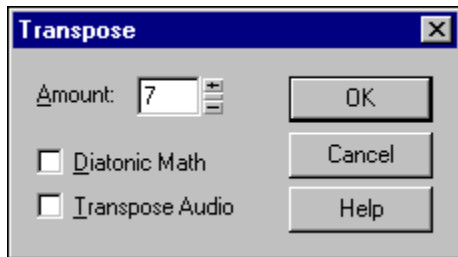 Transpose
Amount: 7
OK
Diatonic Math
Cancel
Transpose Audio
Help